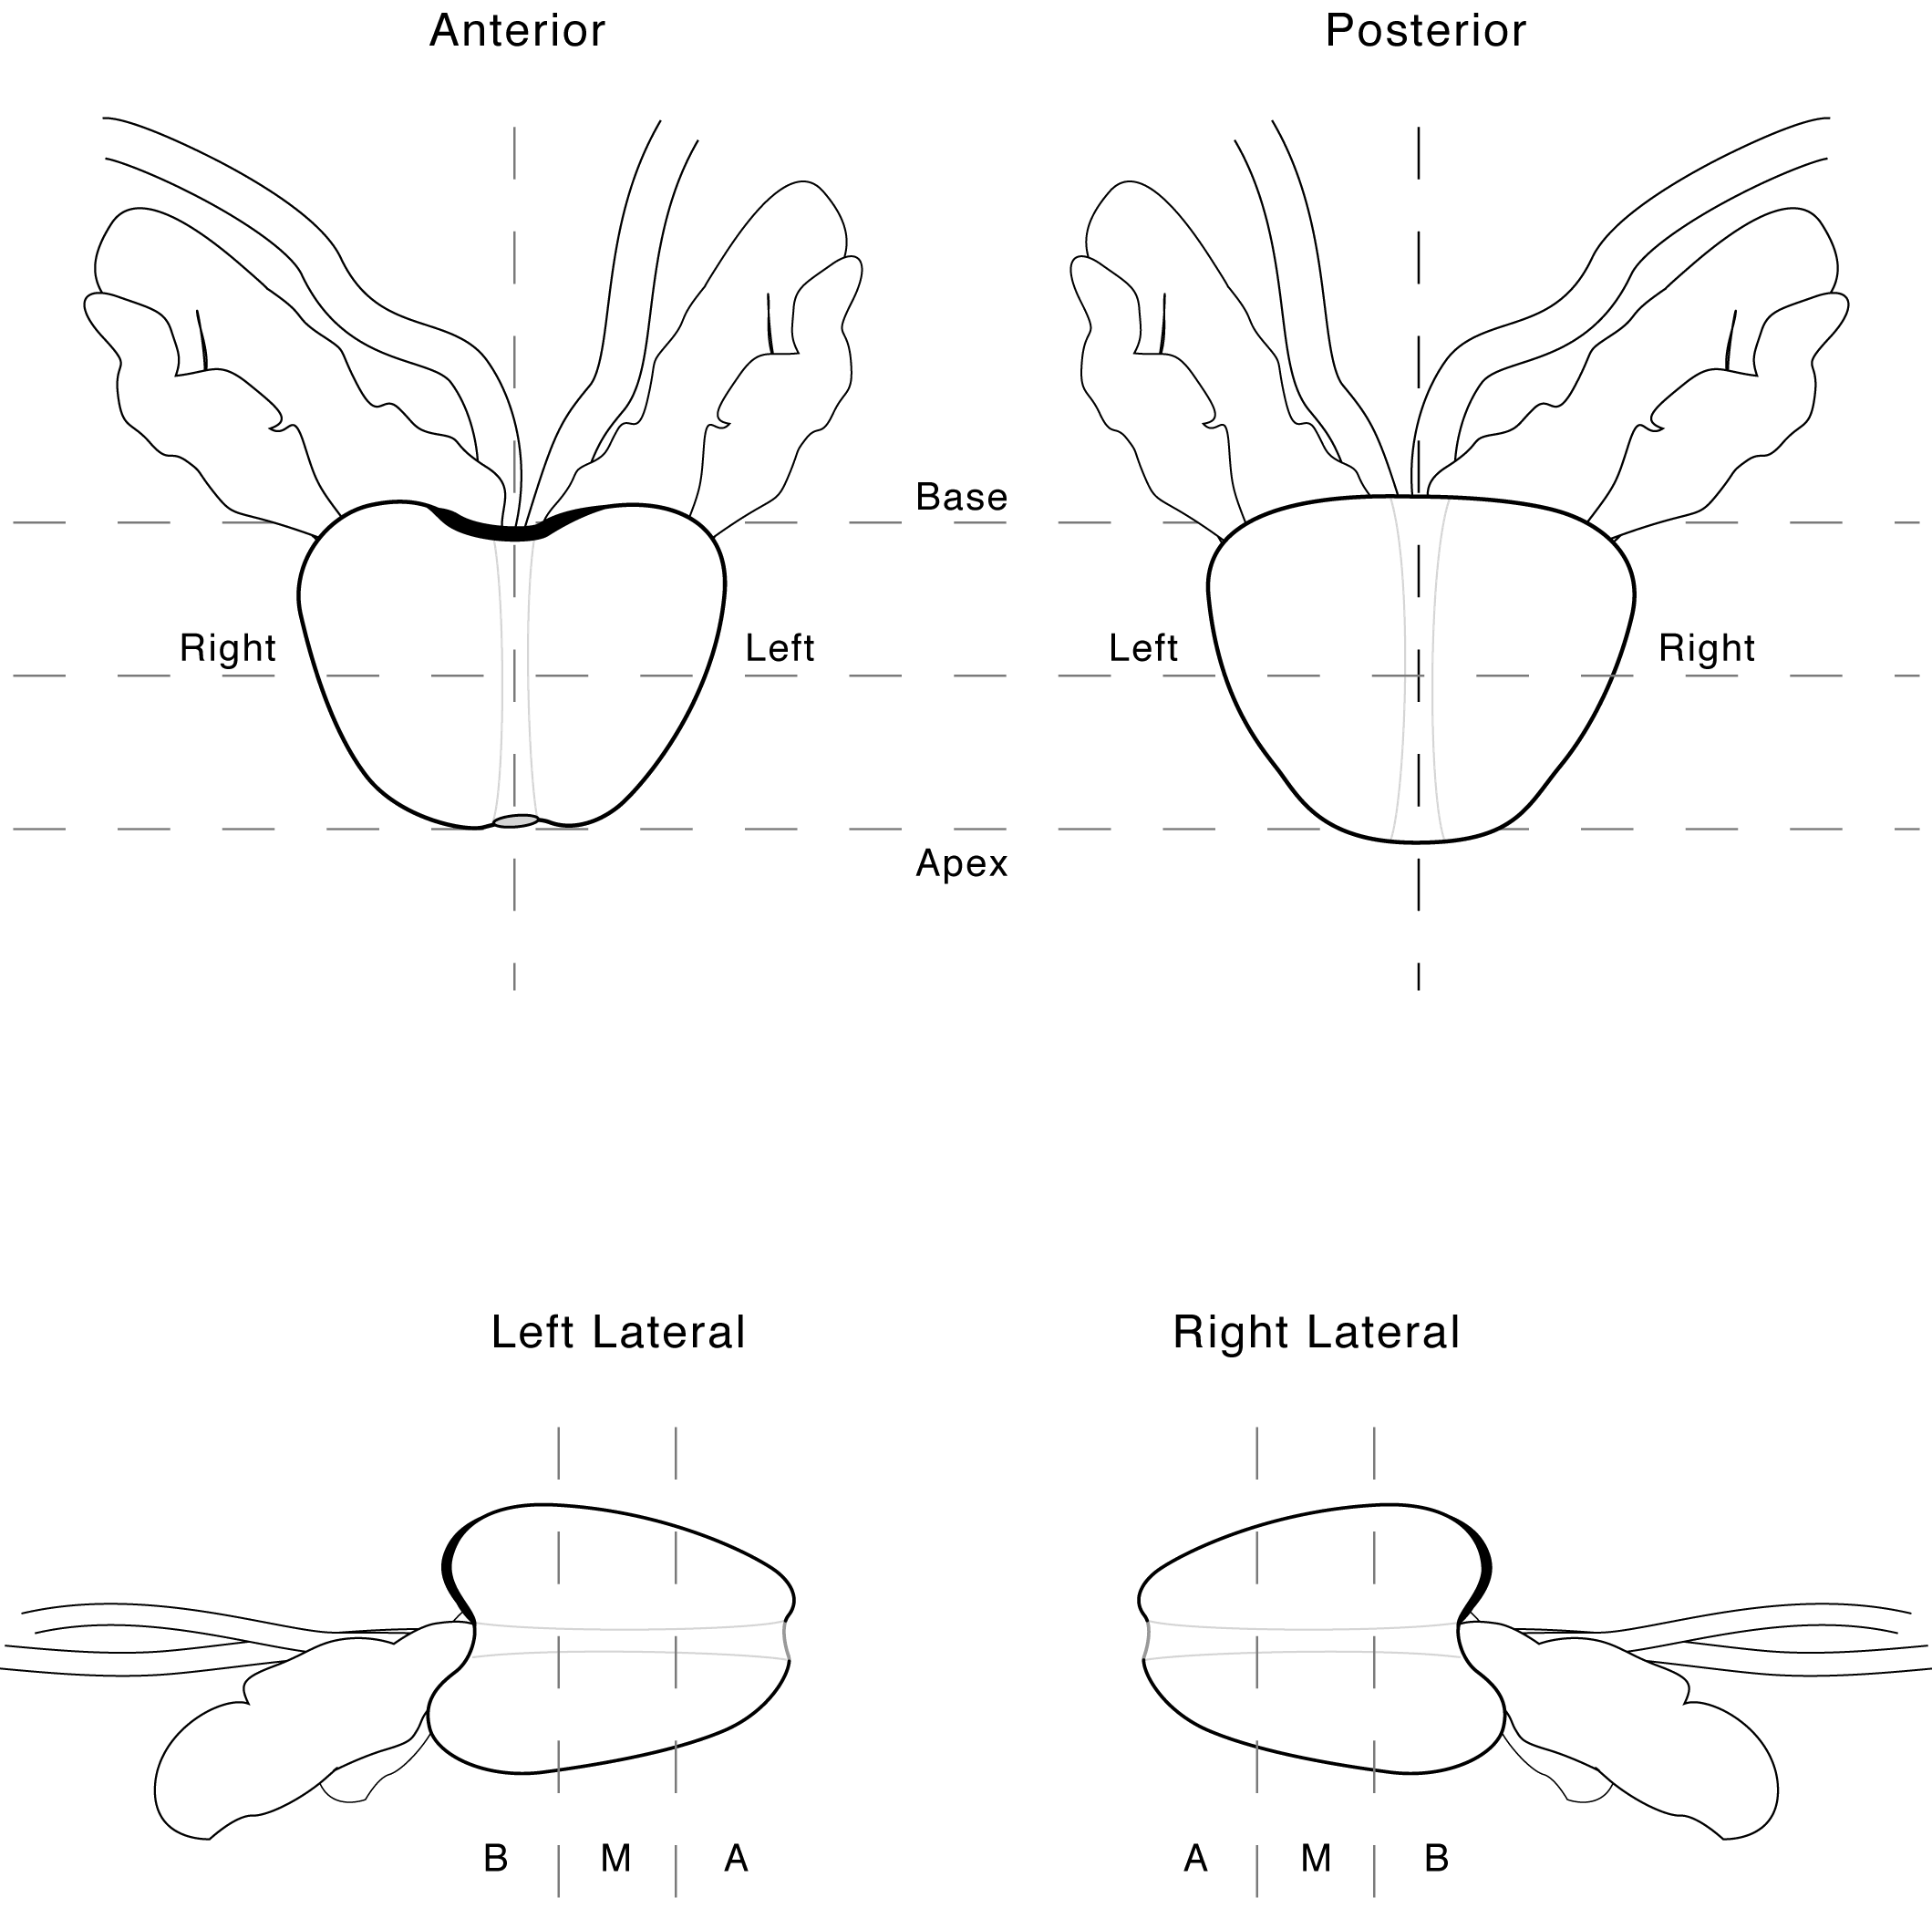 Anterior
Posterior
Base
Right
Left
Left
Right
Apex
Left Lateral
Right Lateral
B
M
A
A
M
B